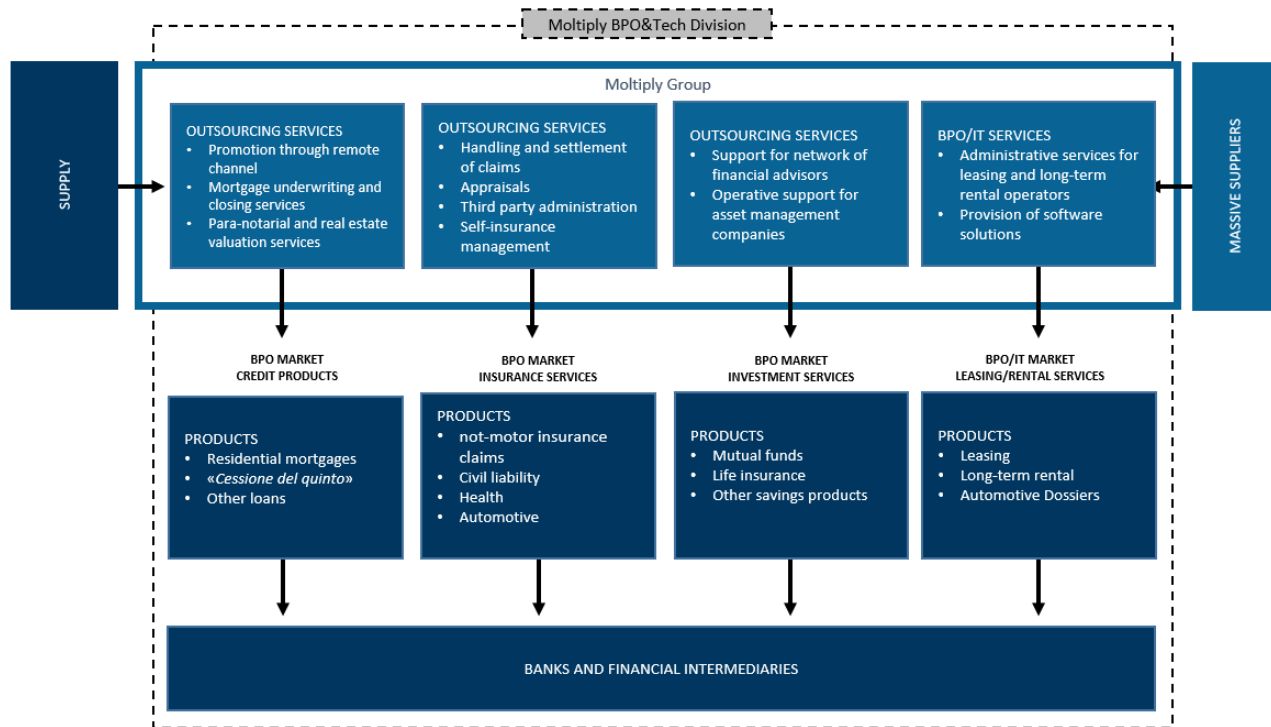 Moltiply BPO&Tech Division
Moltiply Group
SUPPLY
OUTSOURCING SERVICES
• Promotion through remote
channel
• Mortgage underwriting and
closing services
• Para-notarial and real estate
valuation services
OUTSOURCING SERVICES
• Handling and settlement
of claims
• Appraisals
• Third party administration
• Self-insurance
management
OUTSOURCING SERVICES
• Support for network of
financial advisors
• Operative support for
asset management
companies
BPO/IT SERVICES
• Administrative services for
leasing and long-term
rental operators
• Provision of software
solutions
MASSIVE SUPPLIERS
BPO MARKET
CREDIT PRODUCTS
BPO MARKET
INSURANCE SERVICES
BPO MARKET
INVESTMENT SERVICES
BPO/IT MARKET
LEASING/RENTAL SERVICES
PRODUCTS
• Residential mortgages
• «Cessione del quinto»
• Other loans
PRODUCTS
• not-motor insurance
claims
• Civil liability
• Health
• Automotive
PRODUCTS
• Mutual funds
• Life insurance
• Other savings products
PRODUCTS
• Leasing
• Long-term rental
• Automotive Dossiers
BANKS AND FINANCIAL INTERMEDIARIES